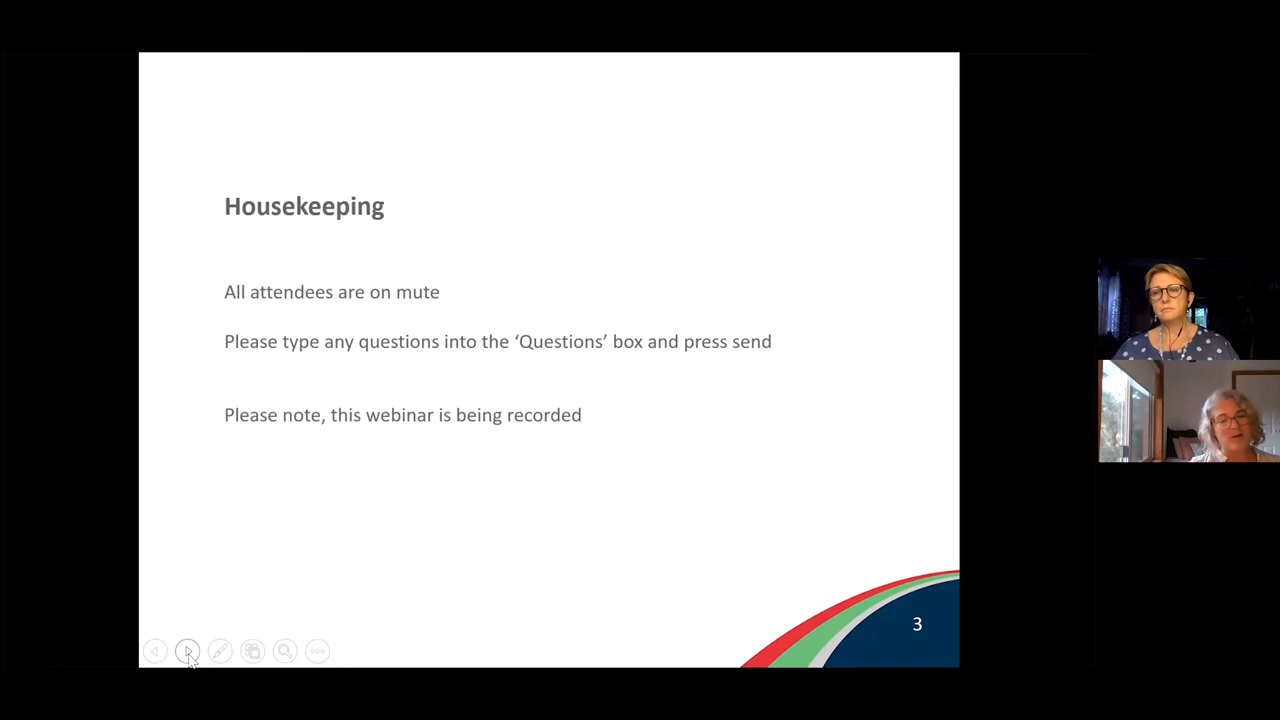 Housekeeping
All attendees are on mute
Please type any questions into the ‘Questions’ box and press send
Please note, this webinar is being recorded
3